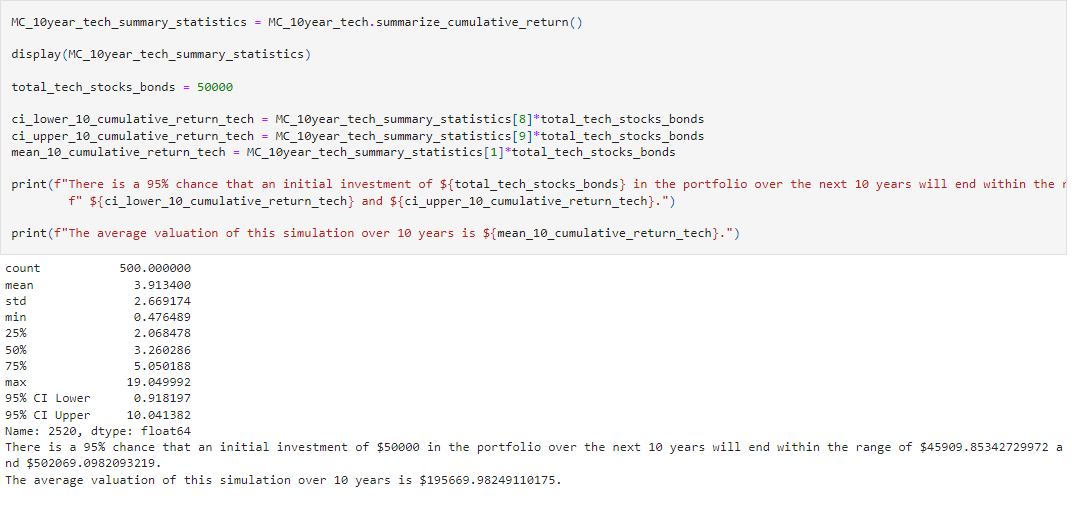 MC_10year_tech_summary_statistics = MC_10year_tech.summarize_cumulative_return()
display(MC_10year_tech_summary_statistics)
total_tech_stocks_bonds = 50000
ci_lower_10_cumulative_return_tech = MC_10year_tech_summary_statistics[8]*total_tech_stocks_bonds
ci_upper_10_cumulative_return_tech = MC_10year_tech_summary_statistics[9]*total_tech_stocks_bonds
mean_10_cumulative_return_tech = MC_10year_tech_summary_statistics[1]*total_tech_stocks_bonds
print(f"There is a 95% chance that an initial investment of ${total_tech_stocks_bonds} in the portfolio over the next 10 years will end within the
f" ${ci_lower_10_cumulative_return_tech} and ${ci_upper_10_cumulative_return_tech}.")
print(f"The average valuation of this simulation over 10 years is ${mean_10_cumulative_return_tech}.")
count 500.000000
mean 3.913400
std 2.669174
min 0.476489
25% 2.068478
50% 3.260286
75% 5.050188
max 19.049992
95% CI Lower 0.918197
95% CI Upper 10.041382
Name: 2520, dtype: float64
There is a 95% chance that an initial investment of $50000 in the portfolio over the next 10 years will end within the range of $45909.85342729972 a
nd $502069.0982093219.
The average valuation of this simulation over 10 years is $195669.98249110175.